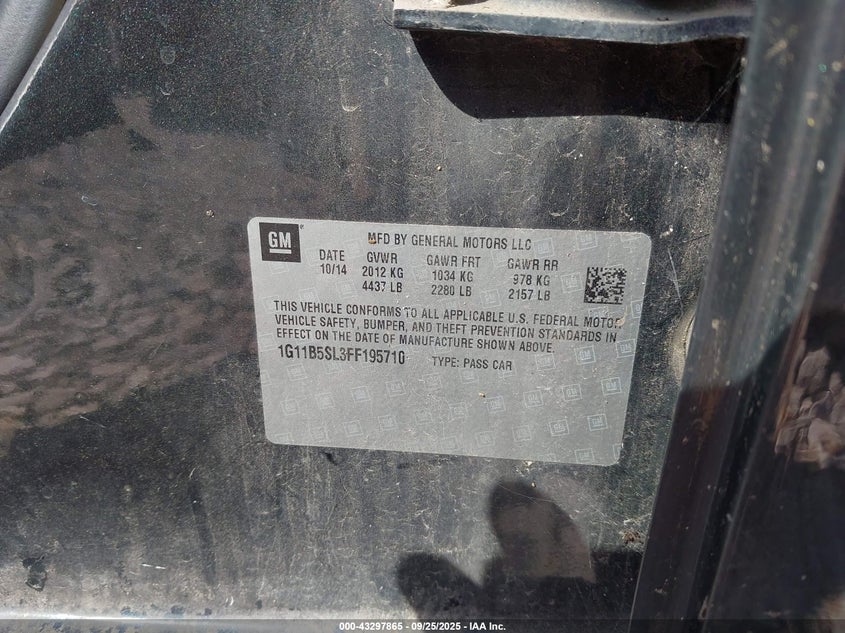 GM
MFD BY GENERAL MOTORS LLC
DATE GVWR GAWR FRT GAWR RR
10/14 2012 KG 1034 KG 978 KG
4437 LB 2280 LB 2157 LB
THIS VEHICLE CONFORMS TO ALL APPLICABLE U.S. FEDERAL MOTOR
VEHICLE SAFETY, BUMPER, AND THEFT PREVENTION STANDARDS IN
EFFECT ON THE DATE OF MANUFACTURE SHOWN ABOVE.
1G11B5SL3FF195710 TYPE: PASS CAR
000-43297865 - 09/25/2025 - IAA Inc.